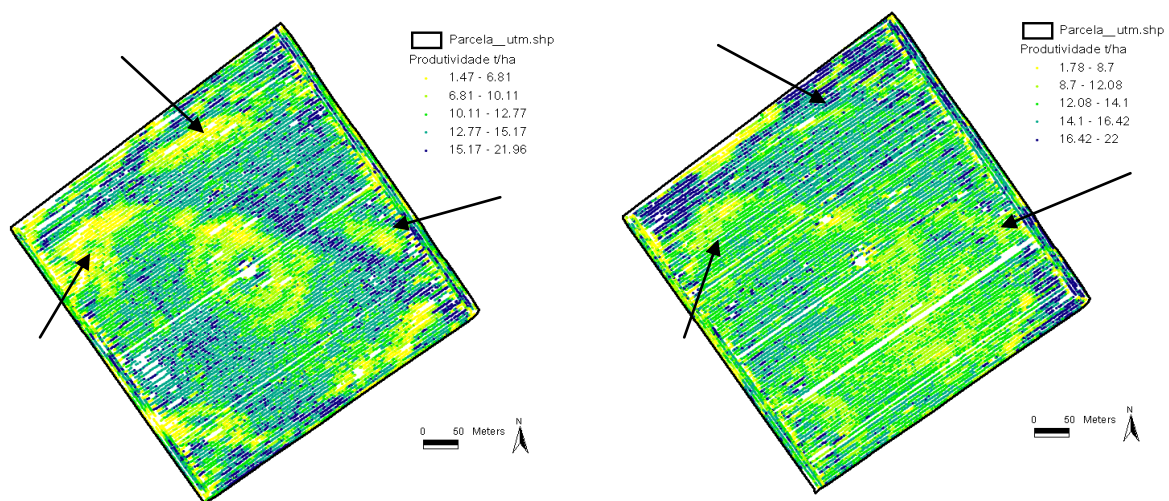 Parcela__utm.shp
Produtividade t/ha
1.47 - 6.81
6.81 - 10.11
10.11 - 12.77
12.77 - 15.17
15.17 - 21.96
0 50 Meters
N
Parcela__utm.shp
Produtividade t/ha
1.78 - 8.7
8.7 - 12.08
12.08 - 14.1
14.1 - 16.42
16.42 - 22
0 50 Meters
N